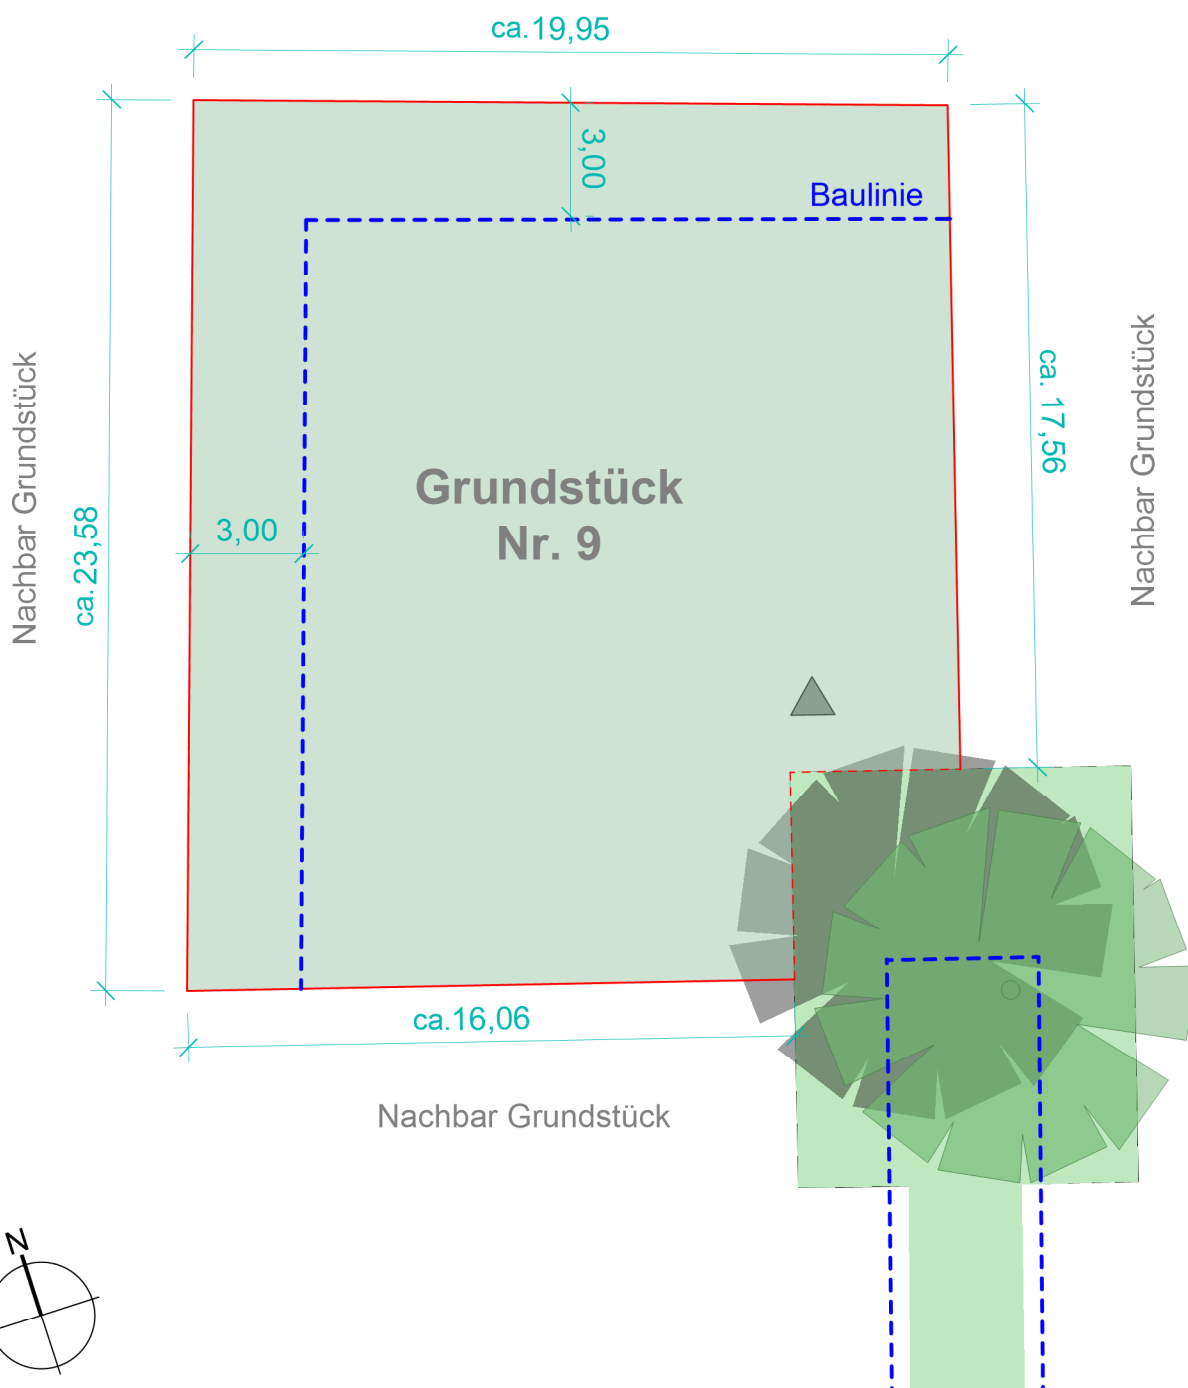 ca.19,95
3,00
Baulinie
Nachbar Grundstück
ca.23,58
3,00
Grundstück
Nr. 9
ca. 17,56
Nachbar Grundstück
ca.16,06
Nachbar Grundstück
N